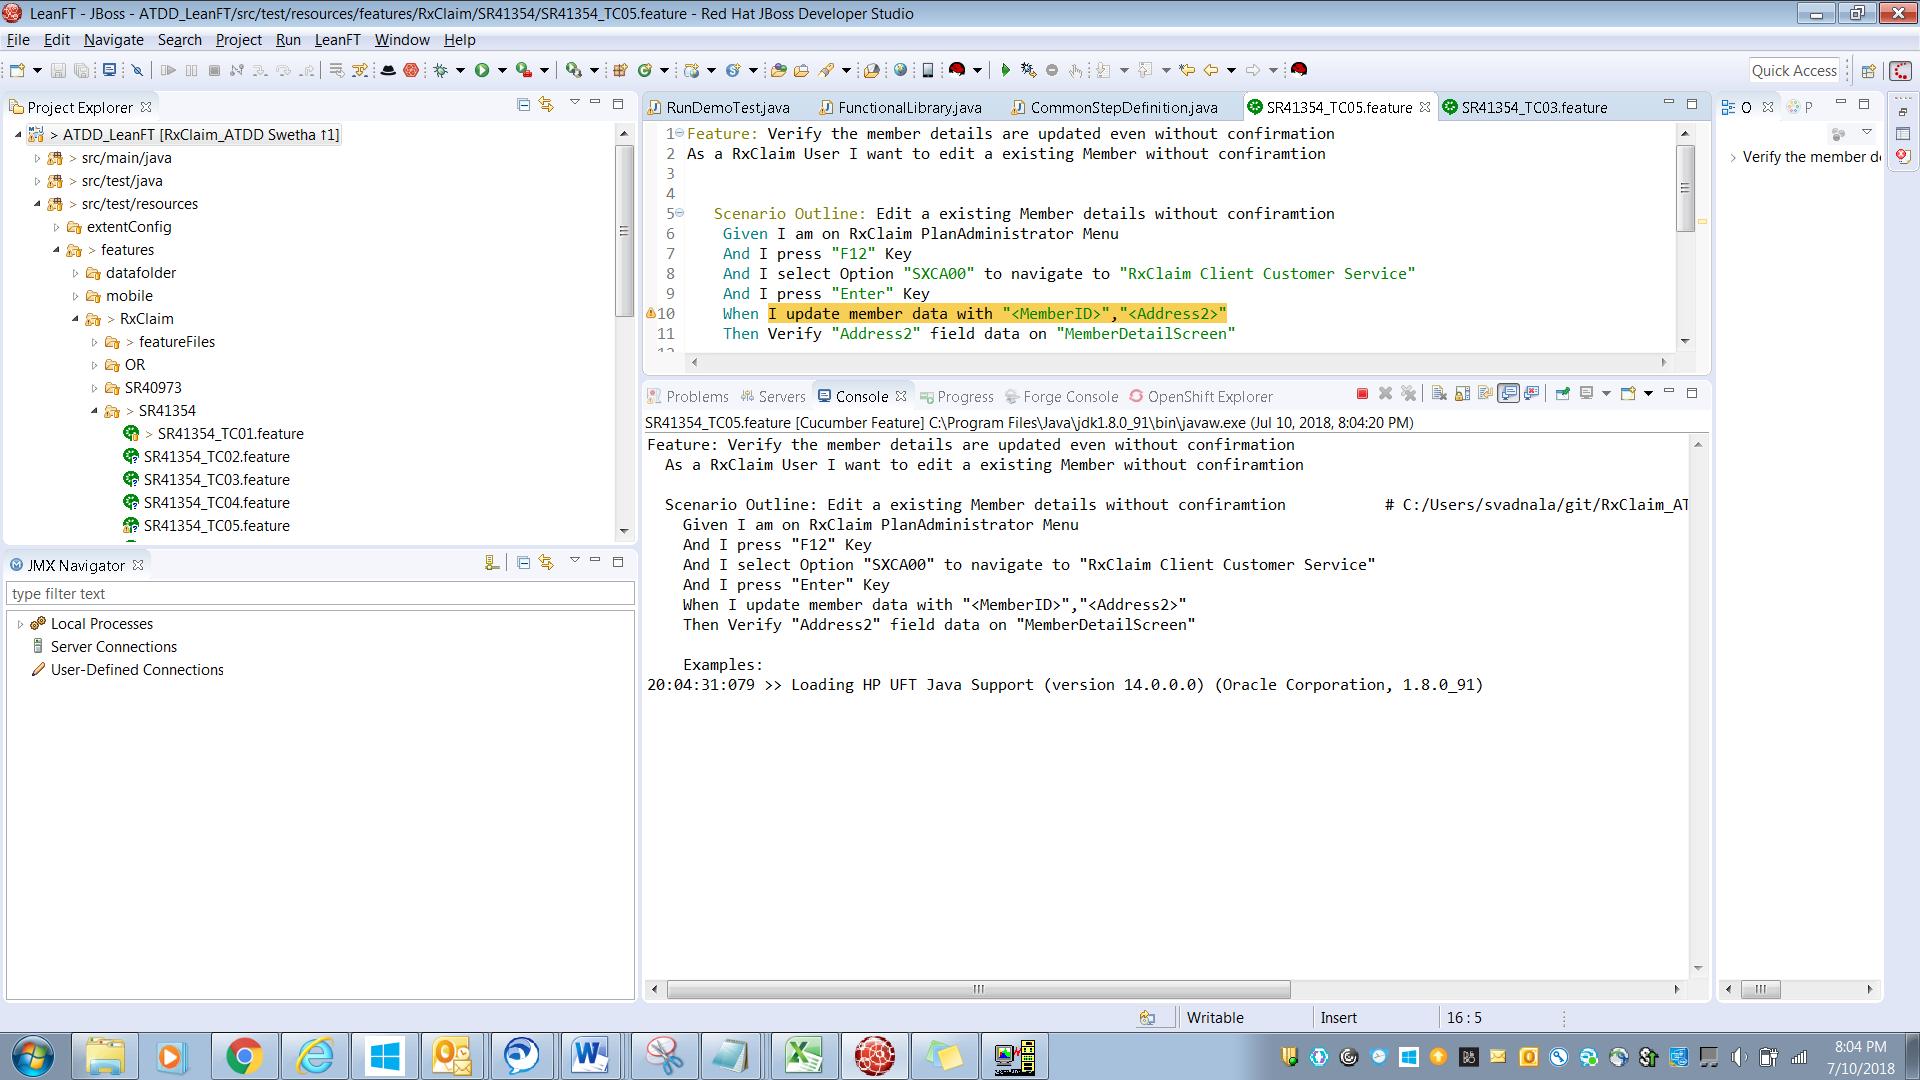 LeanFT - JBoss - ATDD_LeanFT/src/test/resources/features/RxClaim/SR41354/SR41354_TC05.feature - Red Hat JBoss Developer Studio
File Edit Navigate Search Project Run LeanFT Window Help
Quick Access
Project Explorer
> ATDD_LeanFT [RxClaim_ATDD Swetha ↑1]
> src/main/java
> src/test/java
> src/test/resources
extentConfig
> features
datafolder
mobile
> RxClaim
> featureFiles
OR
SR40973
> SR41354
> SR41354_TC01.feature
SR41354_TC02.feature
SR41354_TC03.feature
SR41354_TC04.feature
SR41354_TC05.feature
JMX Navigator
type filter text
Local Processes
Server Connections
User-Defined Connections
RunDemoTest.java FunctionalLibrary.java CommonStepDefinition.java SR41354_TC05.feature SR41354_TC03.feature
1 Feature: Verify the member details are updated even without confirmation
2 As a RxClaim User I want to edit a existing Member without confiramtion
3
4
5 Scenario Outline: Edit a existing Member details without confiramtion
6 Given I am on RxClaim PlanAdministrator Menu
7 And I press "F12" Key
8 And I select Option "SXCA00" to navigate to "RxClaim Client Customer Service"
9 And I press "Enter" Key
10 When I update member data with "<MemberID>","<Address2>"
11 Then Verify "Address2" field data on "MemberDetailScreen"
12
Problems Servers Console Progress Forge Console OpenShift Explorer
SR41354_TC05.feature [Cucumber Feature] C:\Program Files\Java\jdk1.8.0_91\bin\javaw.exe (Jul 10, 2018, 8:04:20 PM)
Feature: Verify the member details are updated even without confirmation
As a RxClaim User I want to edit a existing Member without confiramtion
Scenario Outline: Edit a existing Member details without confiramtion # C:/Users/svadnala/git/RxClaim_AT
Given I am on RxClaim PlanAdministrator Menu
And I press "F12" Key
And I select Option "SXCA00" to navigate to "RxClaim Client Customer Service"
And I press "Enter" Key
When I update member data with "<MemberID>","<Address2>"
Then Verify "Address2" field data on "MemberDetailScreen"
Examples:
20:04:31:079 >> Loading HP UFT Java Support (version 14.0.0.0) (Oracle Corporation, 1.8.0_91)
O P
Verify the member de
Writable Insert 16 : 5
8:04 PM
7/10/2018